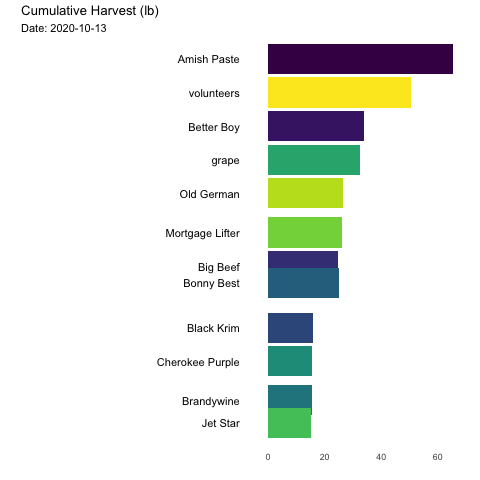 Cumulative Harvest (lb)
Date: 2020-10-13
Amish Paste
volunteers
Better Boy
grape
Old German
Mortgage Lifter
Big Beef
Bonny Best
Black Krim
Cherokee Purple
Brandywine
Jet Star
0 20 40 60